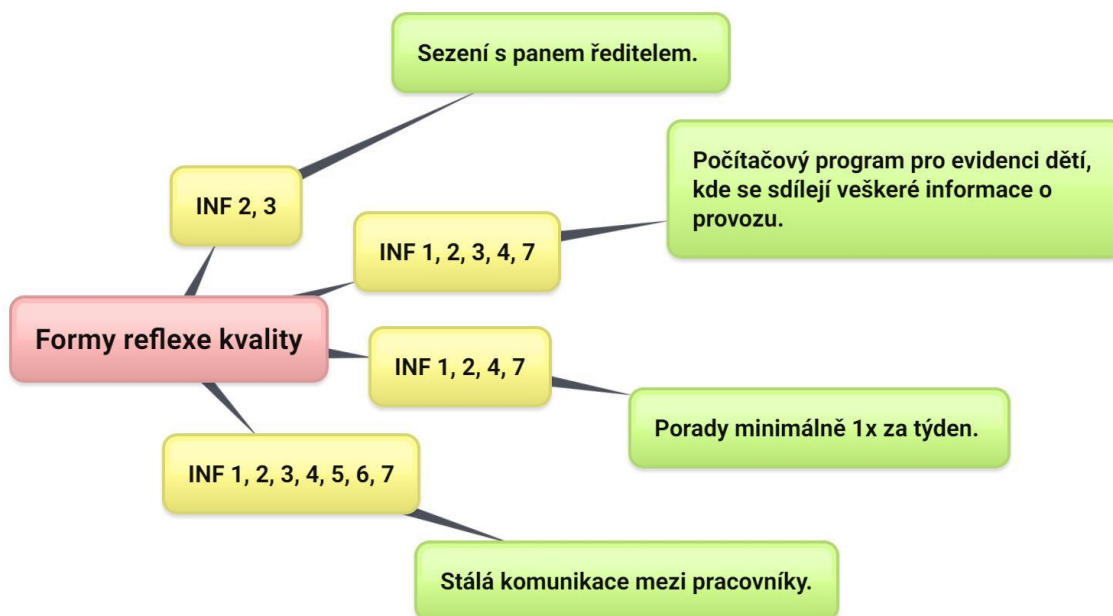 Sezení s panem ředitelem.
INF 2, 3
Počítačový program pro evidenci dětí,
kde se sdílejí veškeré informace o
provozu.
INF 1, 2, 3, 4, 7
Formy reflexe kvality
INF 1, 2, 4, 7
Porady minimálně 1x za týden.
INF 1, 2, 3, 4, 5, 6, 7
Stálá komunikace mezi pracovníky.